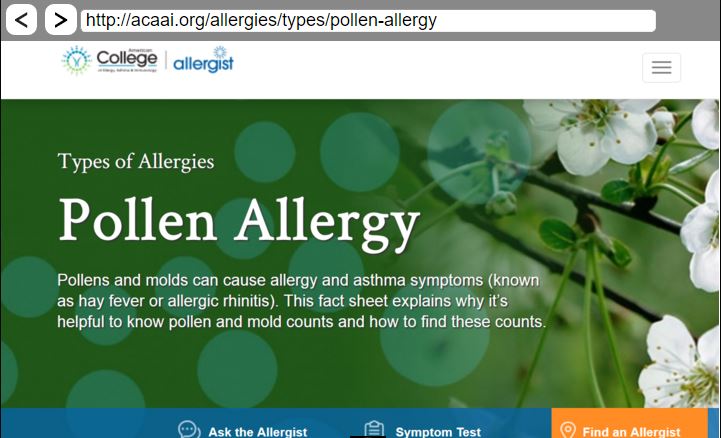 < > http://acaai.org/allergies/types/pollen-allergy
American
College allergist
of Allergy, Asthma & Immunology
Types of Allergies
Pollen Allergy
Pollens and molds can cause allergy and asthma symptoms (known
as hay fever or allergic rhinitis). This fact sheet explains why it's
helpful to know pollen and mold counts and how to find these counts.
Ask the Allergist Symptom Test Find an Allergist